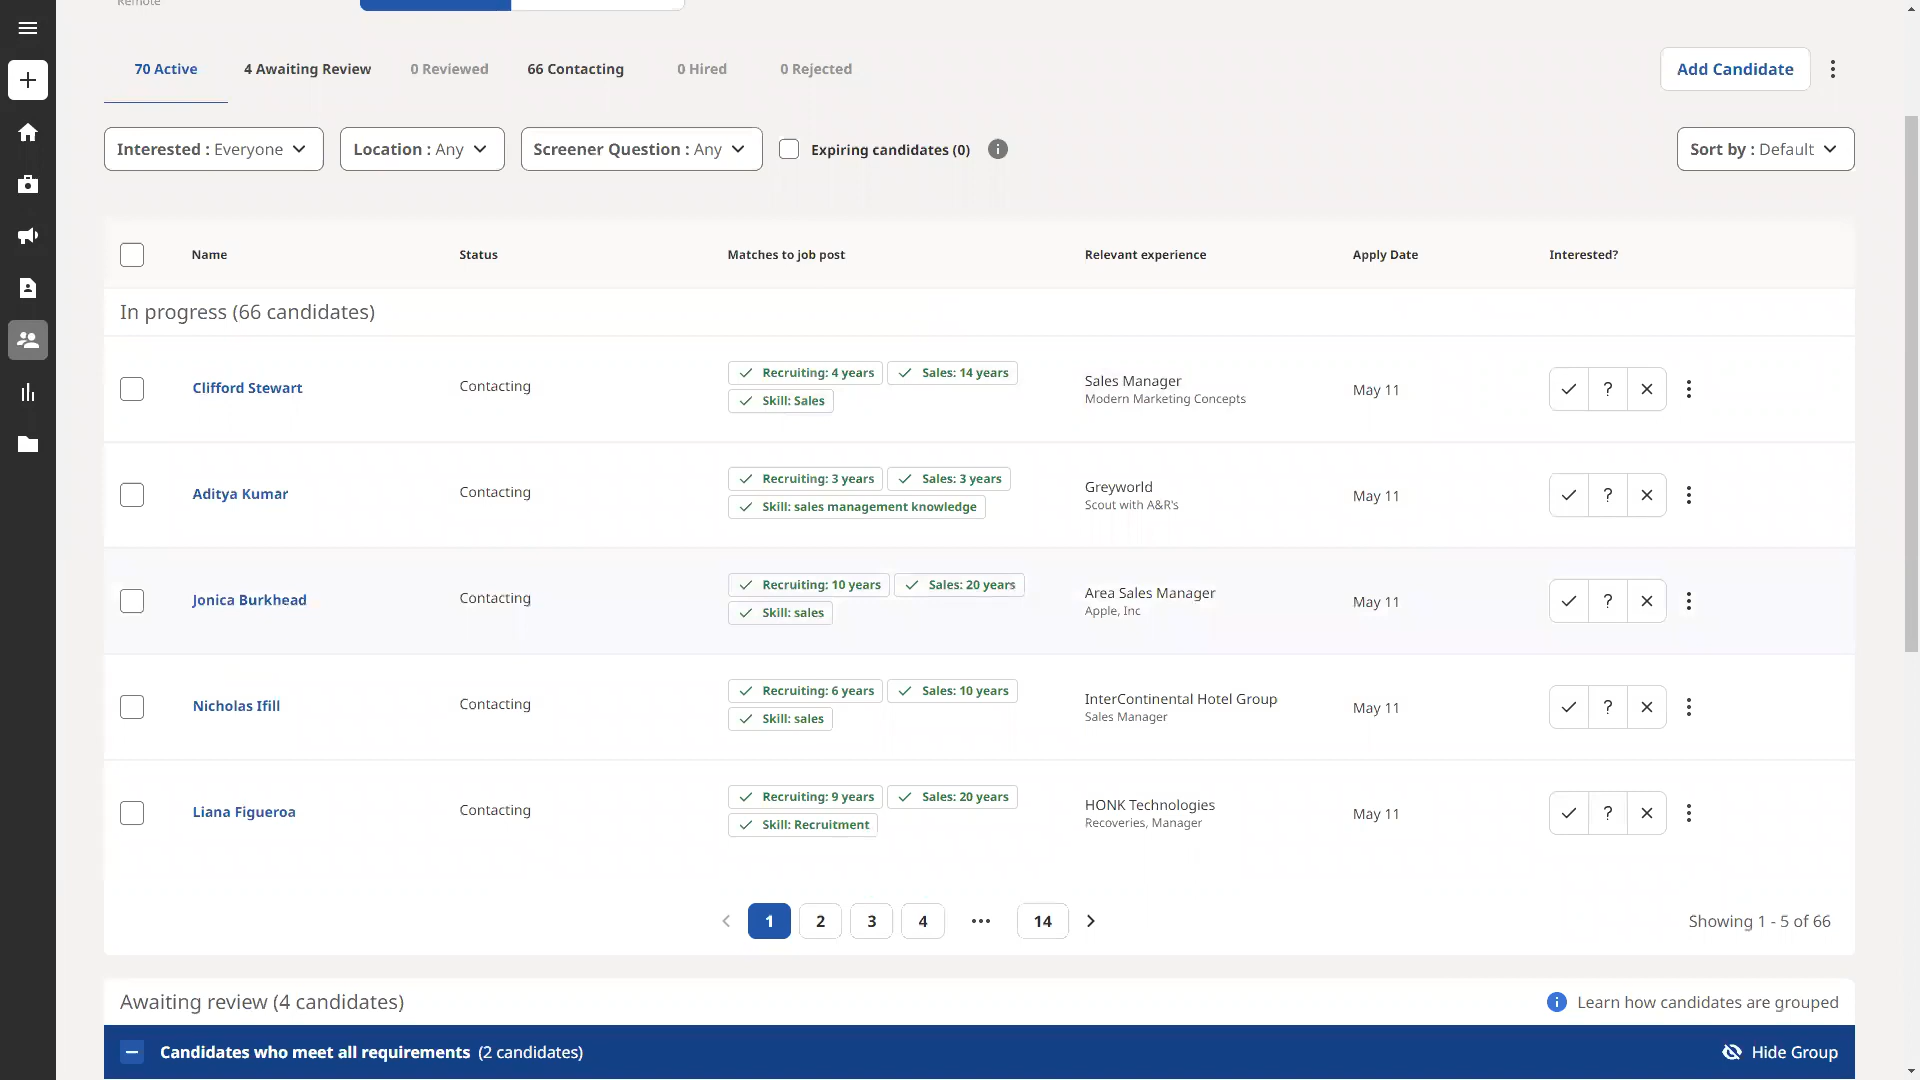 Remote
70 Active 4 Awaiting Review 0 Reviewed 66 Contacting 0 Hired 0 Rejected Add Candidate
Interested : Everyone Location : Any Screener Question : Any Expiring candidates (0) Sort by : Default
Name Status Matches to job post Relevant experience Apply Date Interested?
In progress (66 candidates)
Clifford Stewart Contacting Recruiting: 4 years Sales: 14 years Sales Manager May 11
Skill: Sales Modern Marketing Concepts
Aditya Kumar Contacting Recruiting: 3 years Sales: 3 years Greyworld May 11
Skill: sales management knowledge Scout with A&R's
Jonica Burkhead Contacting Recruiting: 10 years Sales: 20 years Area Sales Manager May 11
Skill: sales Apple, Inc
Nicholas Ifill Contacting Recruiting: 6 years Sales: 10 years InterContinental Hotel Group May 11
Skill: sales Sales Manager
Liana Figueroa Contacting Recruiting: 9 years Sales: 20 years HONK Technologies May 11
Skill: Recruitment Recoveries, Manager
1 2 3 4 ••• 14 Showing 1 - 5 of 66
Awaiting review (4 candidates) Learn how candidates are grouped
Candidates who meet all requirements (2 candidates) Hide Group